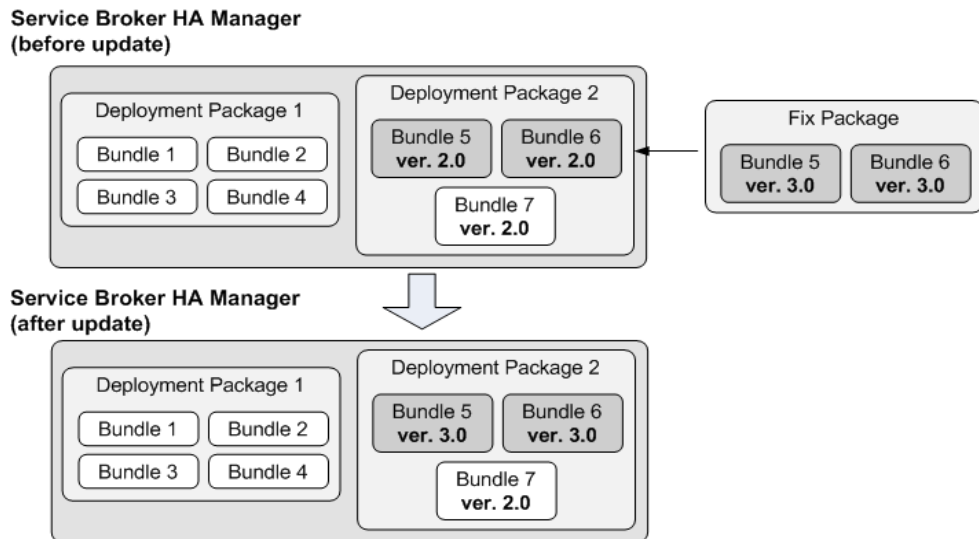 Service Broker HA Manager
(before update)
Deployment Package 1
Bundle 1
Bundle 2
Bundle 3
Bundle 4
Deployment Package 2
Bundle 5
ver. 2.0
Bundle 6
ver. 2.0
Bundle 7
ver. 2.0
Fix Package
Bundle 5
ver. 3.0
Bundle 6
ver. 3.0
Service Broker HA Manager
(after update)
Deployment Package 1
Bundle 1
Bundle 2
Bundle 3
Bundle 4
Deployment Package 2
Bundle 5
ver. 3.0
Bundle 6
ver. 3.0
Bundle 7
ver. 2.0